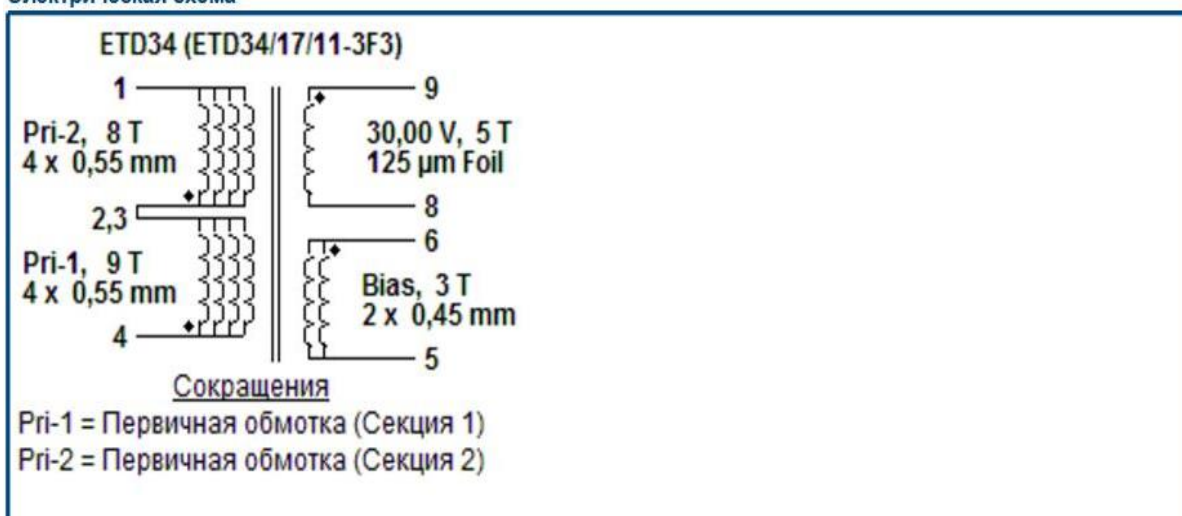 Электрическая схема
ETD34 (ETD34/17/11-3F3)
1
9
Pri-2, 8 T
4 x 0,55 mm
30,00 V, 5 T
125 µm Foil
2,3
8
6
Pri-1, 9 T
4 x 0,55 mm
Bias, 3 T
2 x 0,45 mm
4
5
Сокращения
Pri-1 = Первичная обмотка (Секция 1)
Pri-2 = Первичная обмотка (Секция 2)